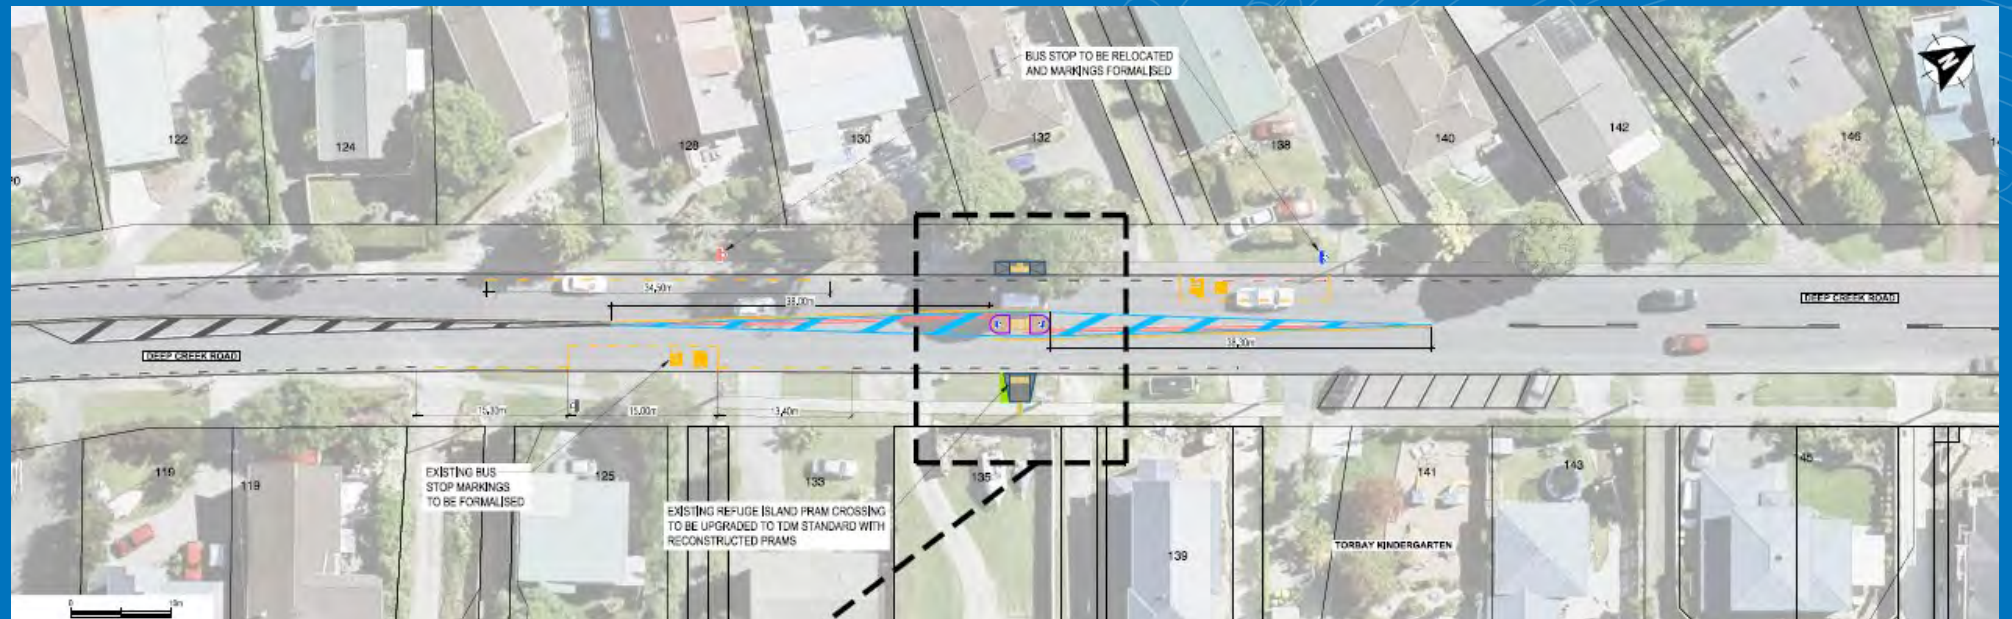 BUS STOP TO BE RELOCATED
AND MARKINGS FORMALISED
N
122
124
128
130
132
138
140
142
146
34.50m
38.00m
DEEP CREEK ROAD
DEEP CREEK ROAD
38.30m
15.00m
13.40m
119
119
EXISTING BUS
STOP MARKINGS
TO BE FORMALISED
125
133
135
EXISTING REFUGE ISLAND PRAM CROSSING
TO BE UPGRADED TO TDM STANDARD WITH
RECONSTRUCTED PRAMS
139
141
143
TORBAY KINDERGARTEN
0
10m